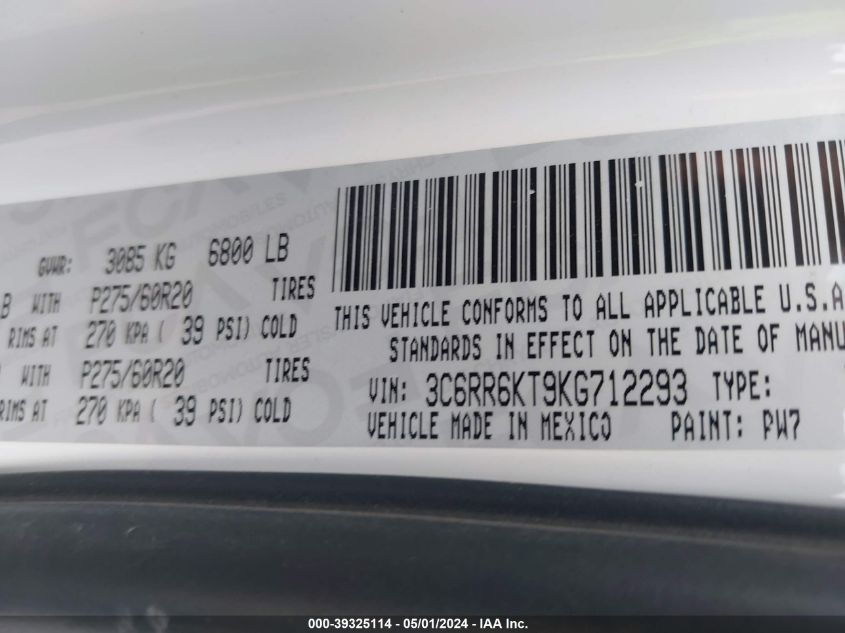 GVWR: 3085 KG 6800 LB
B WITH P275/60R20 TIRES
RIMS AT 270 KPA ( 39 PSI) COLD
WITH P275/60R20 TIRES
RIMS AT 270 KPA ( 39 PSI) COLD
THIS VEHICLE CONFORMS TO ALL APPLICABLE U.S.A
STANDARDS IN EFFECT ON THE DATE OF MANU
VIN: 3C6RR6KT9KG712293 TYPE:
VEHICLE MADE IN MEXICO PAINT: PW7
000-39325114 - 05/01/2024 - IAA Inc.